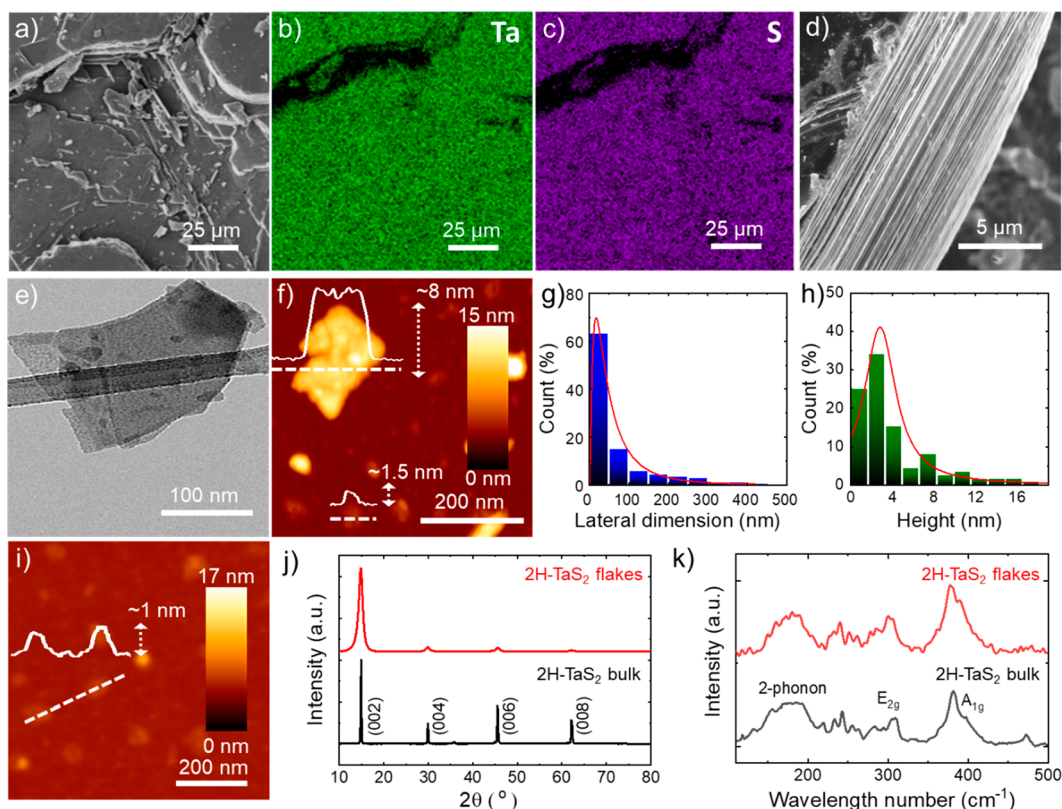 a)
25 µm
b)
Ta
25 µm
c)
S
25 µm
d)
5 µm
e)
100 nm
f)
~8 nm
15 nm
0 nm
~1.5 nm
200 nm
g)
80
60
40
20
0
Count (%)
0 100 200 300 400 500
Lateral dimension (nm)
h)
50
40
30
20
10
0
Count (%)
0 4 8 12 16
Height (nm)
i)
17 nm
~1 nm
0 nm
200 nm
j)
Intensity (a.u.)
2H-TaS₂ flakes
2H-TaS₂ bulk
(002)
(004)
(006)
(008)
10 20 30 40 50 60 70 80
2θ (°)
k)
Intensity (a.u.)
2H-TaS₂ flakes
2H-TaS₂ bulk
2-phonon
E₂g
A₁g
200 300 400 500
Wavelength number (cm⁻¹)